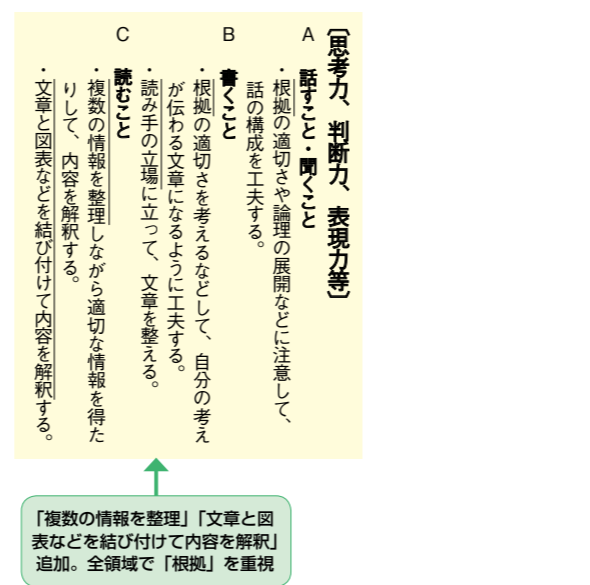 〔思考力、判断力、表現力等〕
A 話すこと・聞くこと
・根拠の適切さや論理の展開などに注意して、
話の構成を工夫する。
B 書くこと
・根拠の適切さを考えるなどして、自分の考え
が伝わる文章になるように工夫する。
・読み手の立場に立って、文章を整える。
C 読むこと
・複数の情報を整理しながら適切な情報を得た
りして、内容を解釈する。
・文章と図表などを結び付けて内容を解釈する。
「複数の情報を整理」「文章と図
表などを結び付けて内容を解釈」
追加。全領域で「根拠」を重視